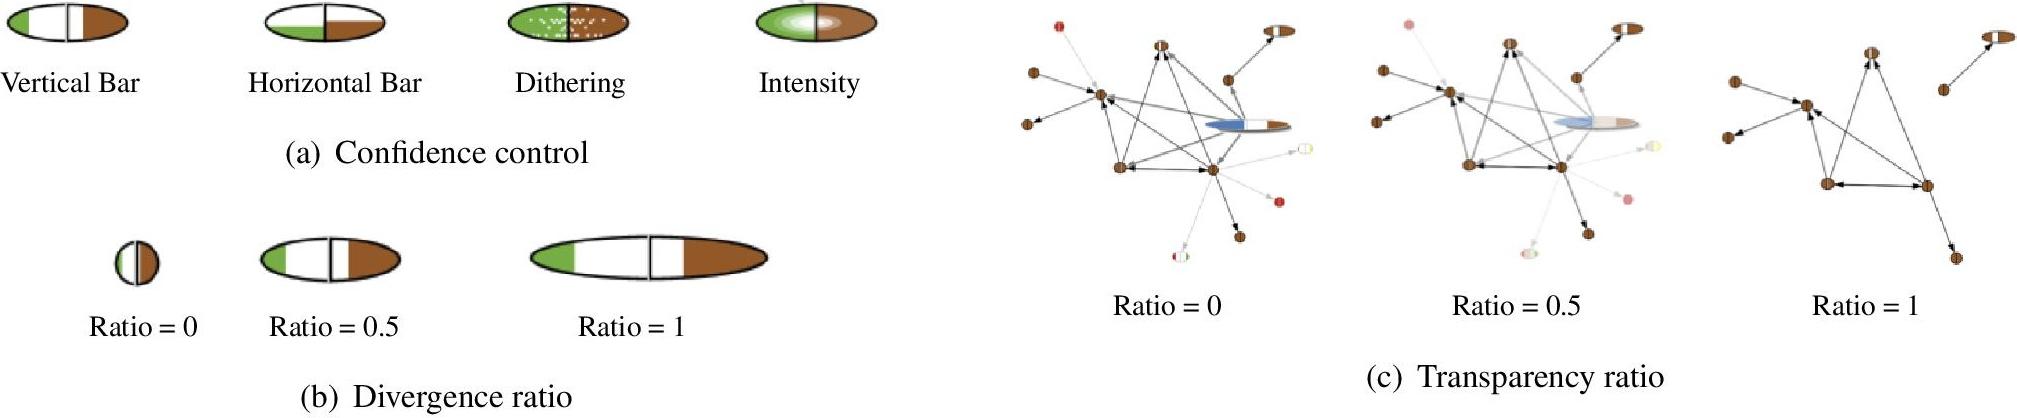 Vertical Bar Horizontal Bar Dithering Intensity
(a) Confidence control
Ratio = 0 Ratio = 0.5 Ratio = 1
(b) Divergence ratio
Ratio = 0 Ratio = 0.5 Ratio = 1
(c) Transparency ratio